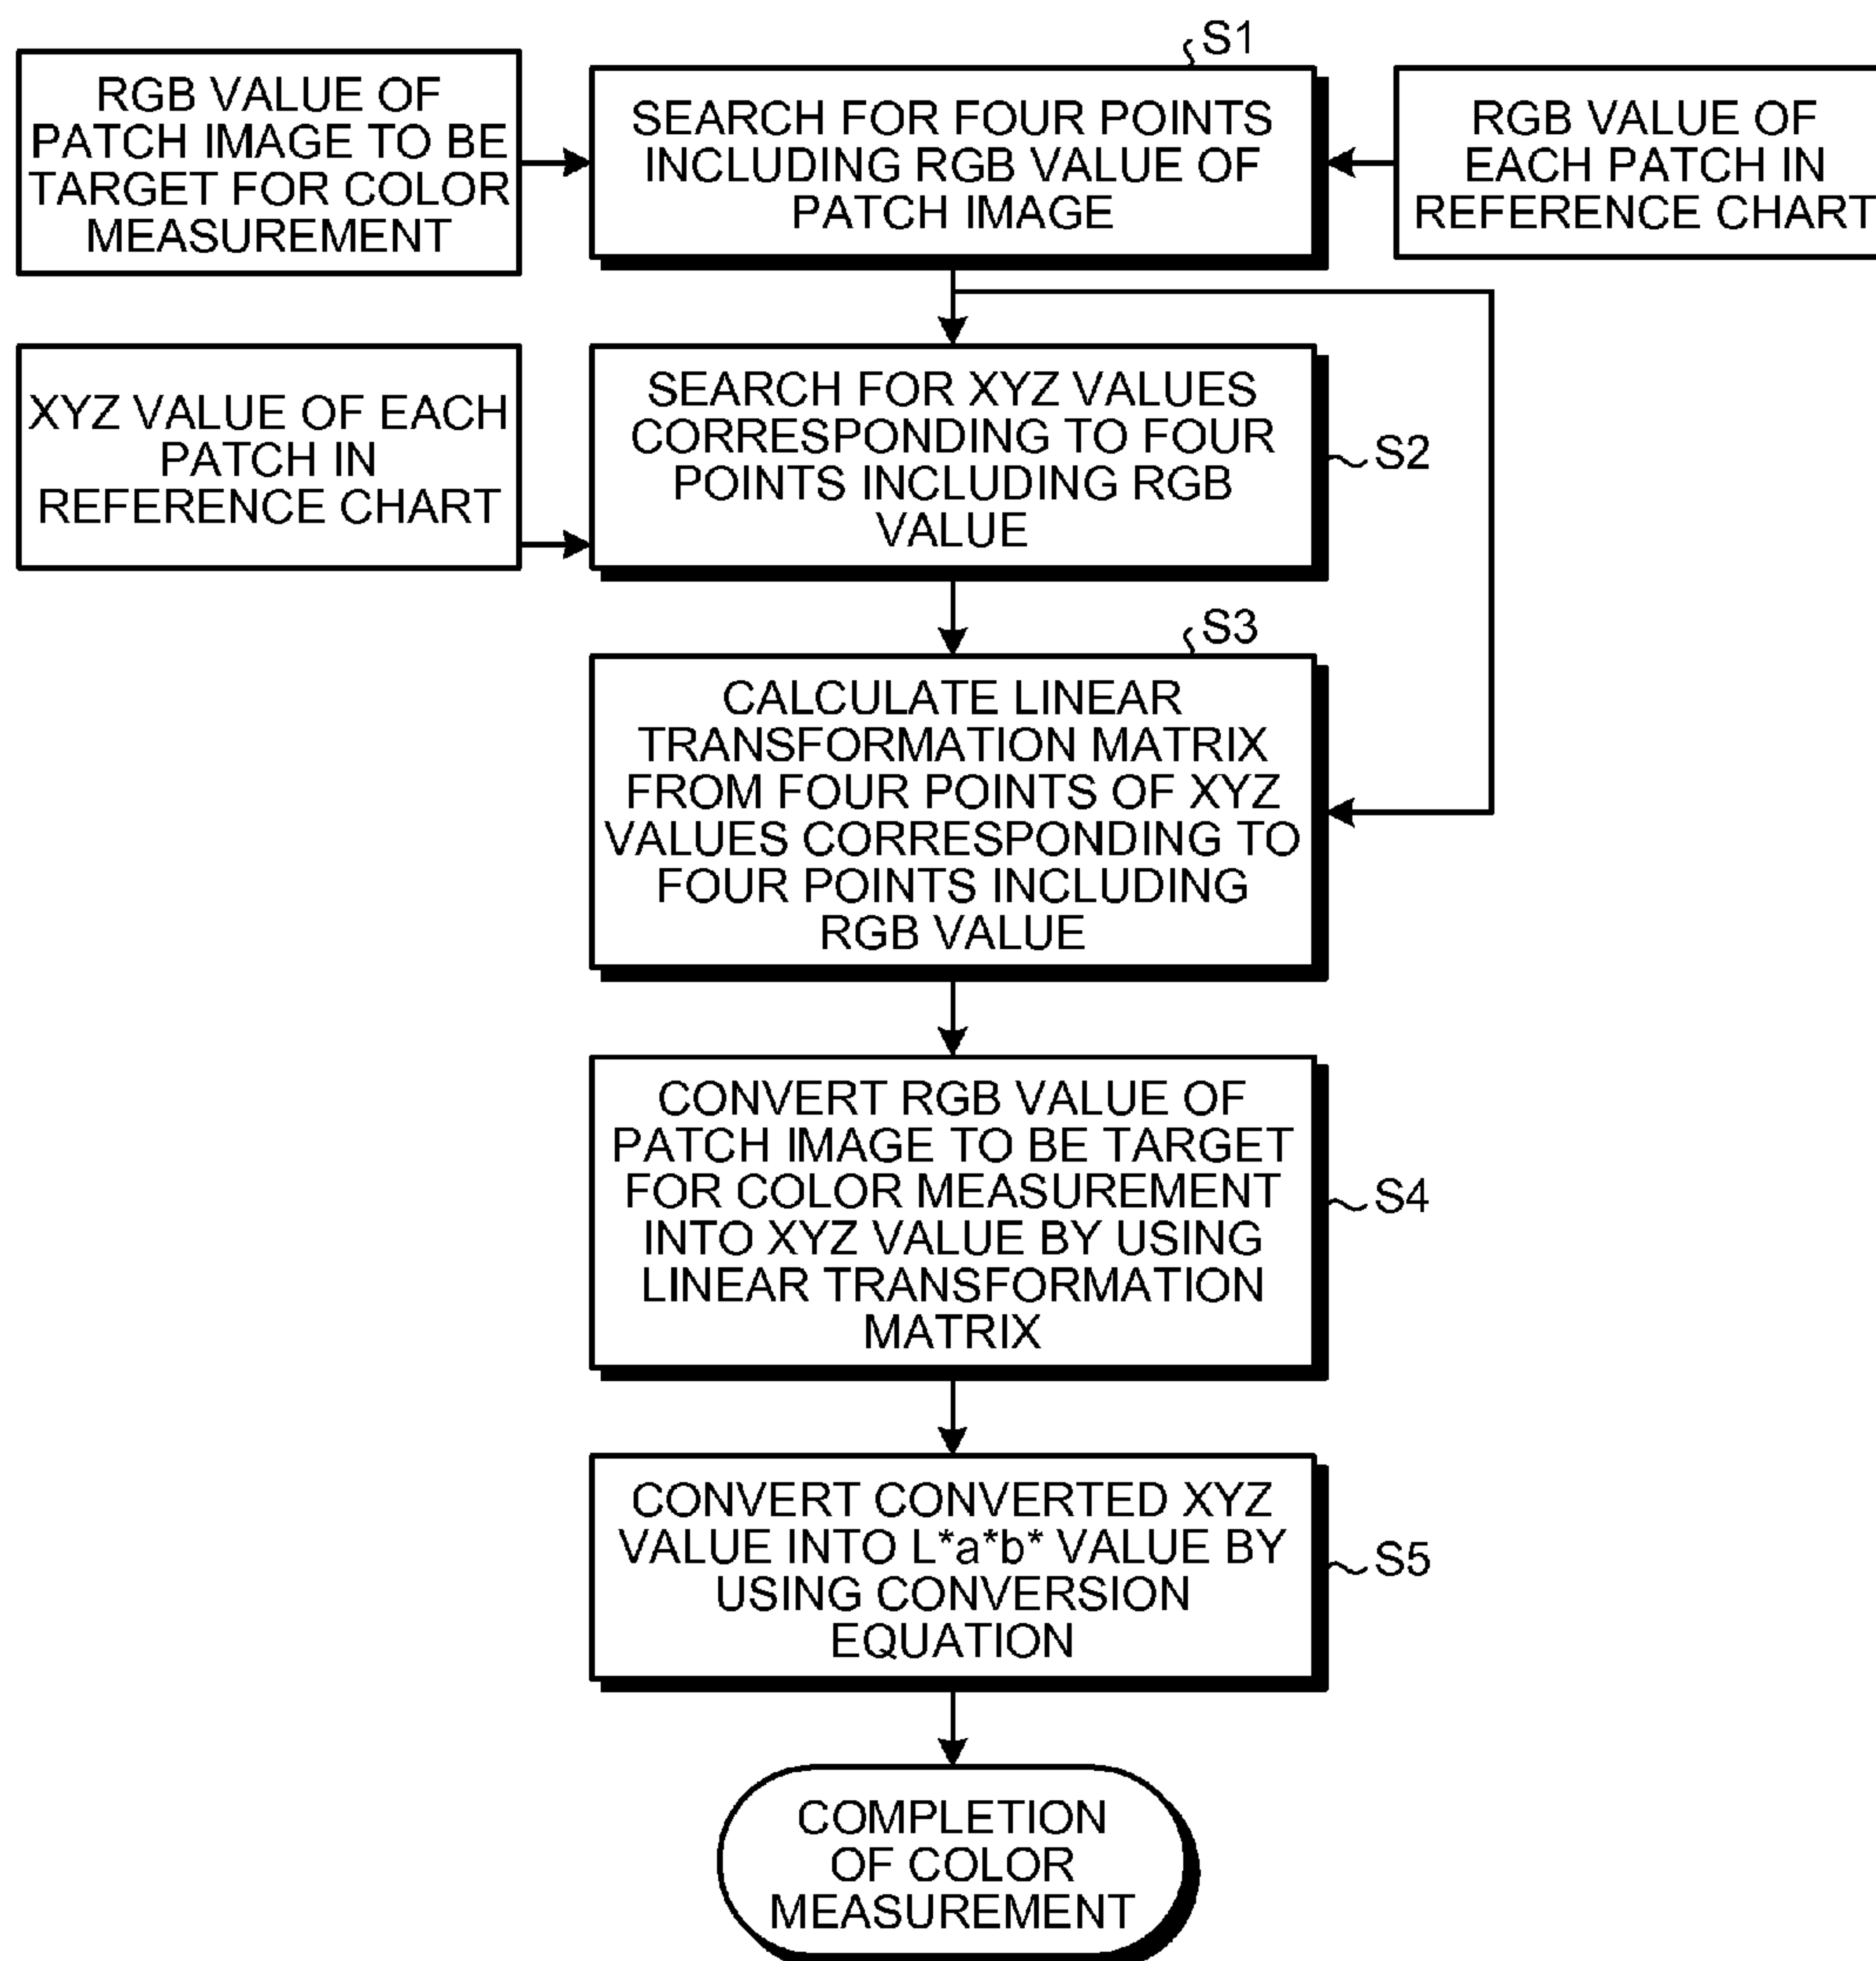 S1
RGB VALUE OF
PATCH IMAGE TO BE
TARGET FOR COLOR
MEASUREMENT
SEARCH FOR FOUR POINTS
INCLUDING RGB VALUE OF
PATCH IMAGE
RGB VALUE OF
EACH PATCH IN
REFERENCE CHART
XYZ VALUE OF EACH
PATCH IN
REFERENCE CHART
SEARCH FOR XYZ VALUES
CORRESPONDING TO FOUR
POINTS INCLUDING RGB
VALUE
S2
S3
CALCULATE LINEAR
TRANSFORMATION MATRIX
FROM FOUR POINTS OF XYZ
VALUES CORRESPONDING TO
FOUR POINTS INCLUDING
RGB VALUE
CONVERT RGB VALUE OF
PATCH IMAGE TO BE TARGET
FOR COLOR MEASUREMENT
INTO XYZ VALUE BY USING
LINEAR TRANSFORMATION
MATRIX
S4
CONVERT CONVERTED XYZ
VALUE INTO L*a*b* VALUE BY
USING CONVERSION
EQUATION
S5
COMPLETION
OF COLOR
MEASUREMENT